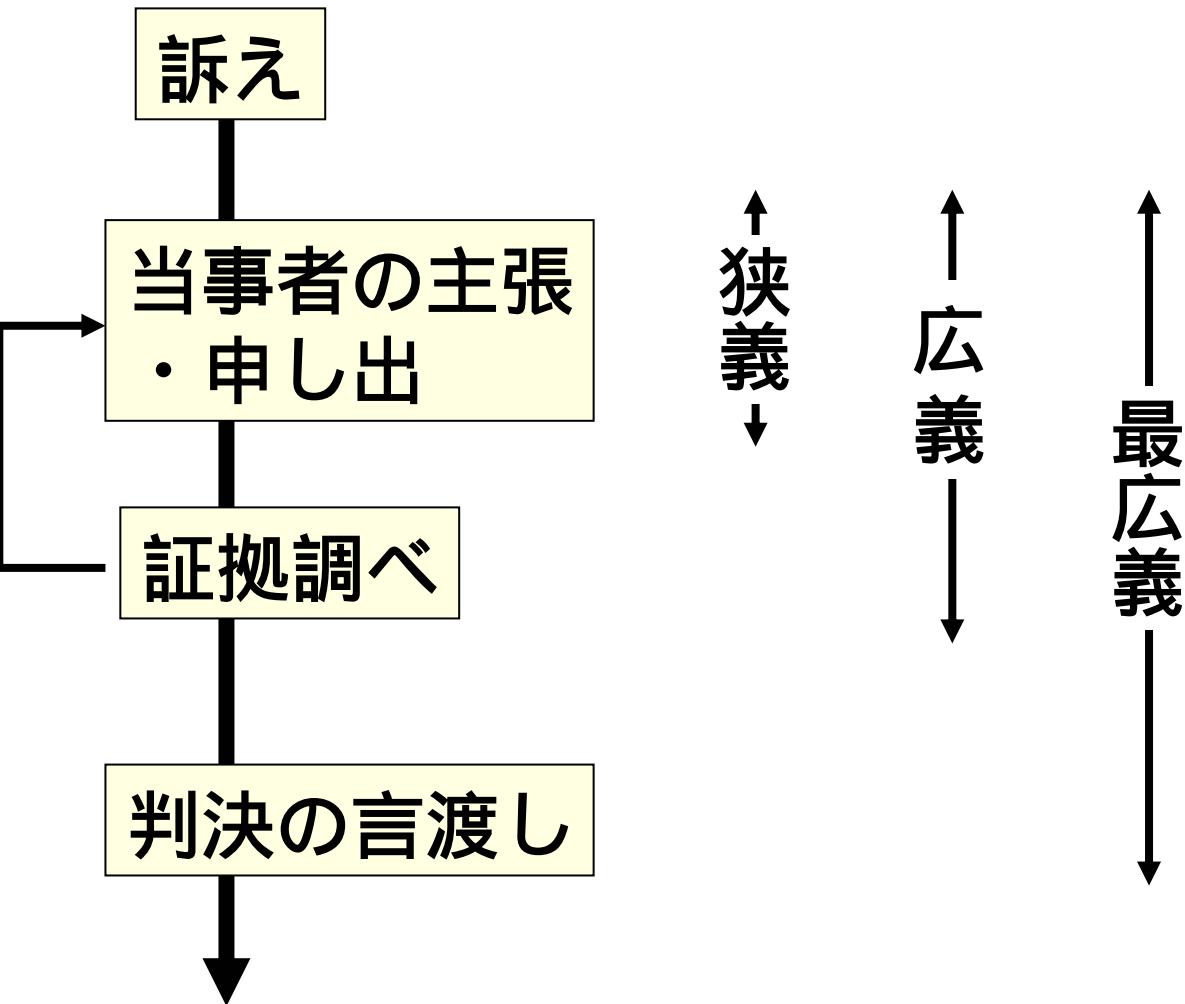 訴え
当事者の主張
・申し出
証拠調べ
判決の言渡し
狭義
広義
最広義